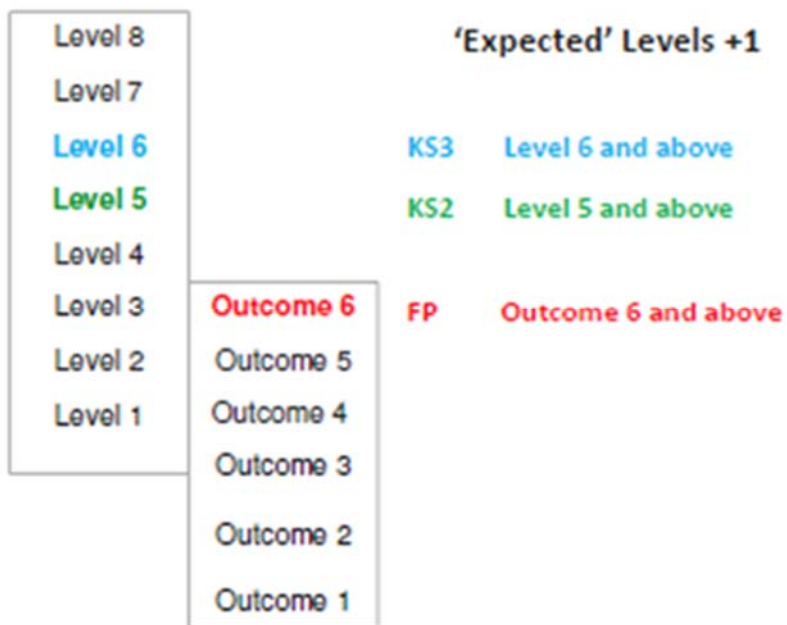 'Expected' Levels +1
Level 8
Level 7
Level 6
KS3 Level 6 and above
Level 5
KS2 Level 5 and above
Level 4
Level 3 Outcome 6 FP Outcome 6 and above
Level 2 Outcome 5
Level 1 Outcome 4
Outcome 3
Outcome 2
Outcome 1